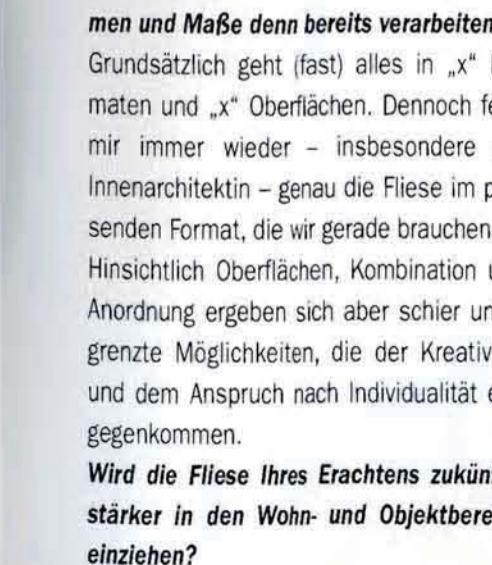 men und Maße denn bereits verarbeiten
Grundsätzlich geht (fast) alles in „x“
maten und „x“ Oberflächen. Dennoch fe
mir immer wieder – insbesondere
Innenarchitektin – genau die Fliese im p
senden Format, die wir gerade brauchen
Hinsichtlich Oberflächen, Kombination u
Anordnung ergeben sich aber schier un
grenzte Möglichkeiten, die der Kreativ
und dem Anspruch nach Individualität e
gegenkommen.
Wird die Fliese Ihres Erachtens zukün
stärker in den Wohn- und Objektbere
einziehen?